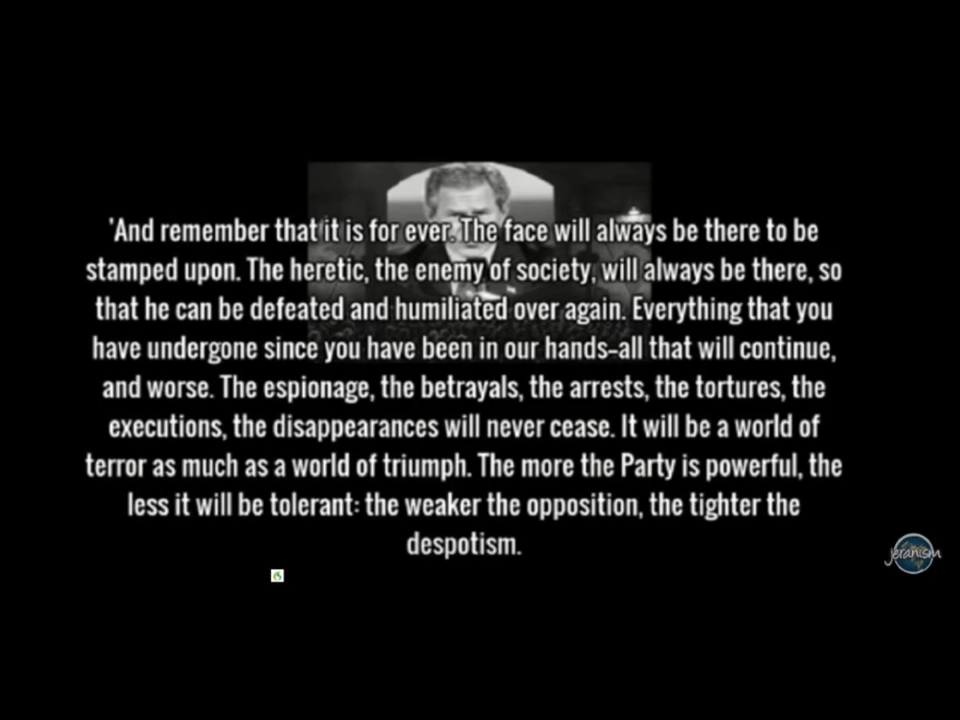 'And remember that it is for ever. The face will always be there to be
stamped upon. The heretic, the enemy of society, will always be there, so
that he can be defeated and humiliated over again. Everything that you
have undergone since you have been in our hands–all that will continue,
and worse. The espionage, the betrayals, the arrests, the tortures, the
executions, the disappearances will never cease. It will be a world of
terror as much as a world of triumph. The more the Party is powerful, the
less it will be tolerant: the weaker the opposition, the tighter the
despotism.
jeranism